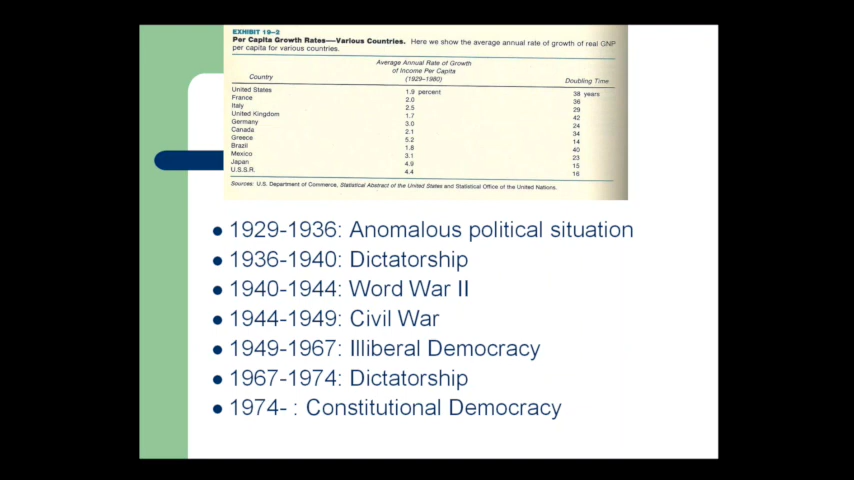 EXHIBIT 19–2
Per Capita Growth Rates—Various Countries. Here we show the average annual rate of growth of real GNP
per capita for various countries.
Average Annual Rate of Growth
of Income Per Capita
Country (1929–1980) Doubling Time
United States 1.9 percent 38 years
France 2.0 36
Italy 2.5 29
United Kingdom 1.7 42
Germany 3.0 24
Canada 2.1 34
Greece 5.2 14
Brazil 1.8 40
Mexico 3.1 23
Japan 4.9 15
U.S.S.R. 4.4 16
Sources: U.S. Department of Commerce, Statistical Abstract of the United States and Statistical Office of the United Nations.
1929-1936: Anomalous political situation
1936-1940: Dictatorship
1940-1944: Word War II
1944-1949: Civil War
1949-1967: Illiberal Democracy
1967-1974: Dictatorship
1974- : Constitutional Democracy